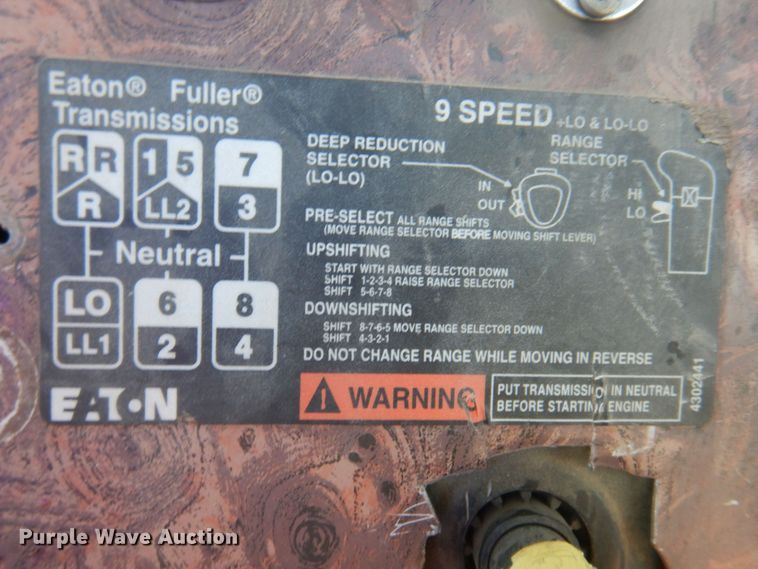 Eaton® Fuller®
Transmissions
R R 1 5 7
R LL2 3
Neutral
LO 6 8
LL1 2 4
EATON
9 SPEED +LO & LO-LO
DEEP REDUCTION
SELECTOR
(LO-LO)
IN
OUT
RANGE
SELECTOR
HI
LO
PRE-SELECT ALL RANGE SHIFTS
(MOVE RANGE SELECTOR BEFORE MOVING SHIFT LEVER)
UPSHIFTING
START WITH RANGE SELECTOR DOWN
SHIFT 1-2-3-4 RAISE RANGE SELECTOR
SHIFT 5-6-7-8
DOWNSHIFTING
SHIFT 8-7-6-5 MOVE RANGE SELECTOR DOWN
SHIFT 4-3-2-1
DO NOT CHANGE RANGE WHILE MOVING IN REVERSE
! WARNING
PUT TRANSMISSION IN NEUTRAL
BEFORE STARTING ENGINE
4302441
Purple Wave Auction